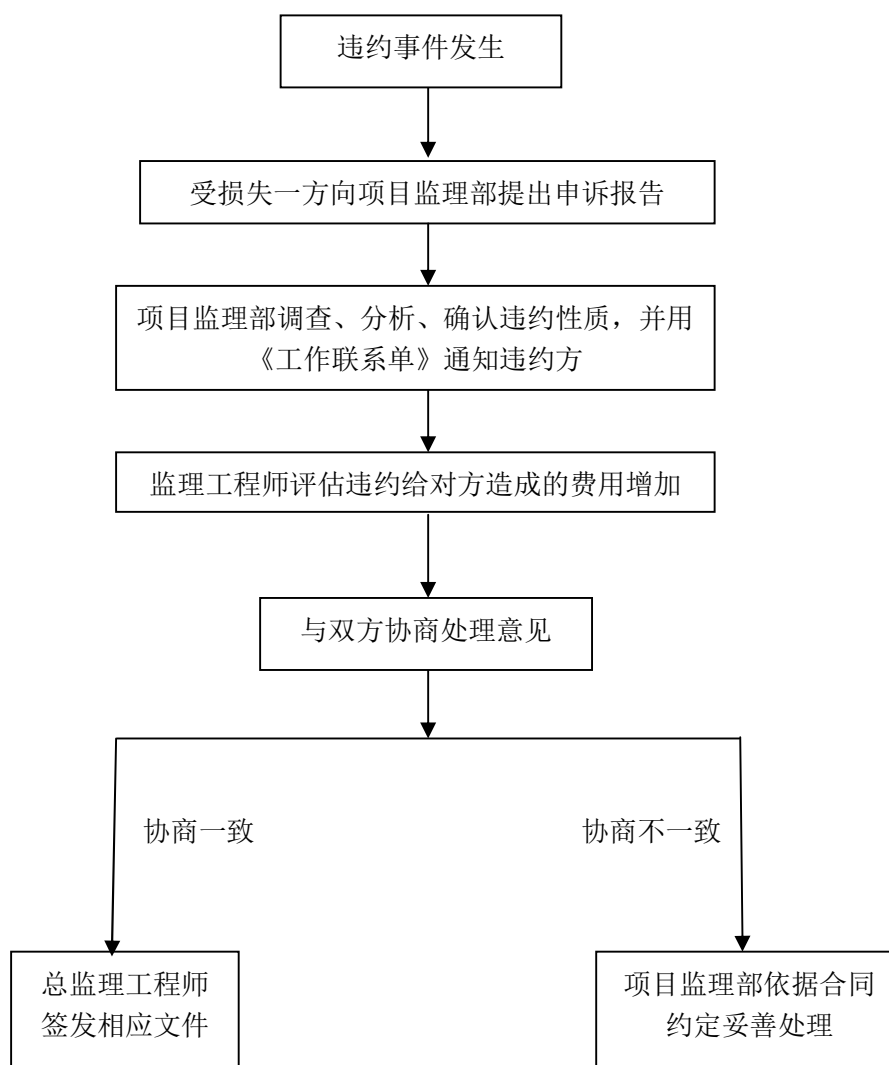 违约事件发生
受损失一方向项目监理部提出申诉报告
项目监理部调查、分析、确认违约性质，并用
《工作联系单》通知违约方
监理工程师评估违约给对方造成的费用增加
与双方协商处理意见
协商一致
协商不一致
总监理工程师
签发相应文件
项目监理部依据合同
约定妥善处理